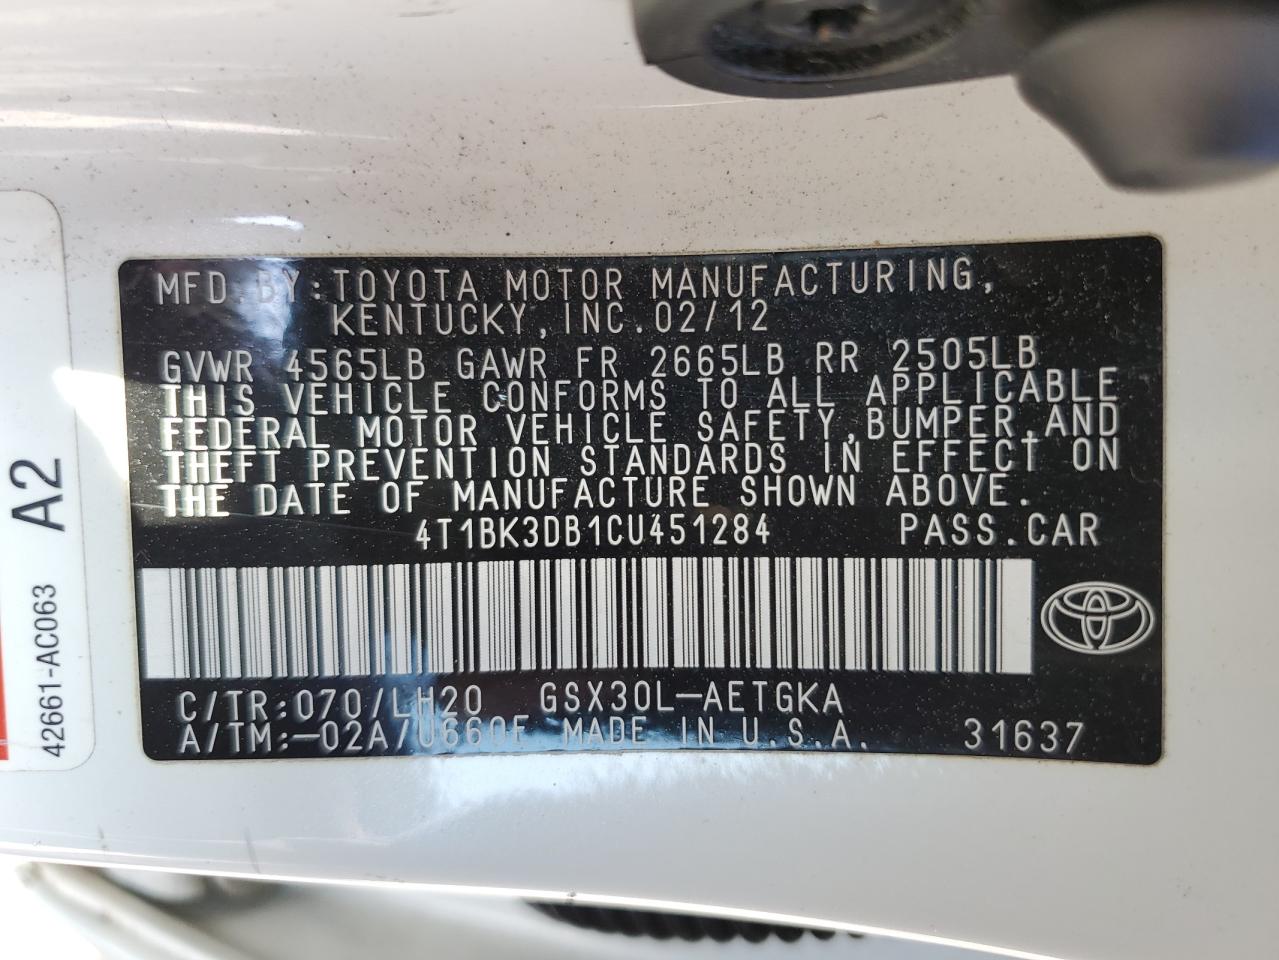 MFD.BY:TOYOTA MOTOR MANUFACTURING,
KENTUCKY,INC.02/12
GVWR 4565LB GAWR FR 2665LB RR 2505LB
THIS VEHICLE CONFORMS TO ALL APPLICABLE
FEDERAL MOTOR VEHICLE SAFETY,BUMPER,AND
THEFT PREVENTION STANDARDS IN EFFECT ON
THE DATE OF MANUFACTURE SHOWN ABOVE.
4T1BK3DB1CU451284 PASS.CAR
C/TR:070/LH20 GSX30L-AETGKA
A/TM:-02A/U660E MADE IN U.S.A. 31637
42661-AC063 A2